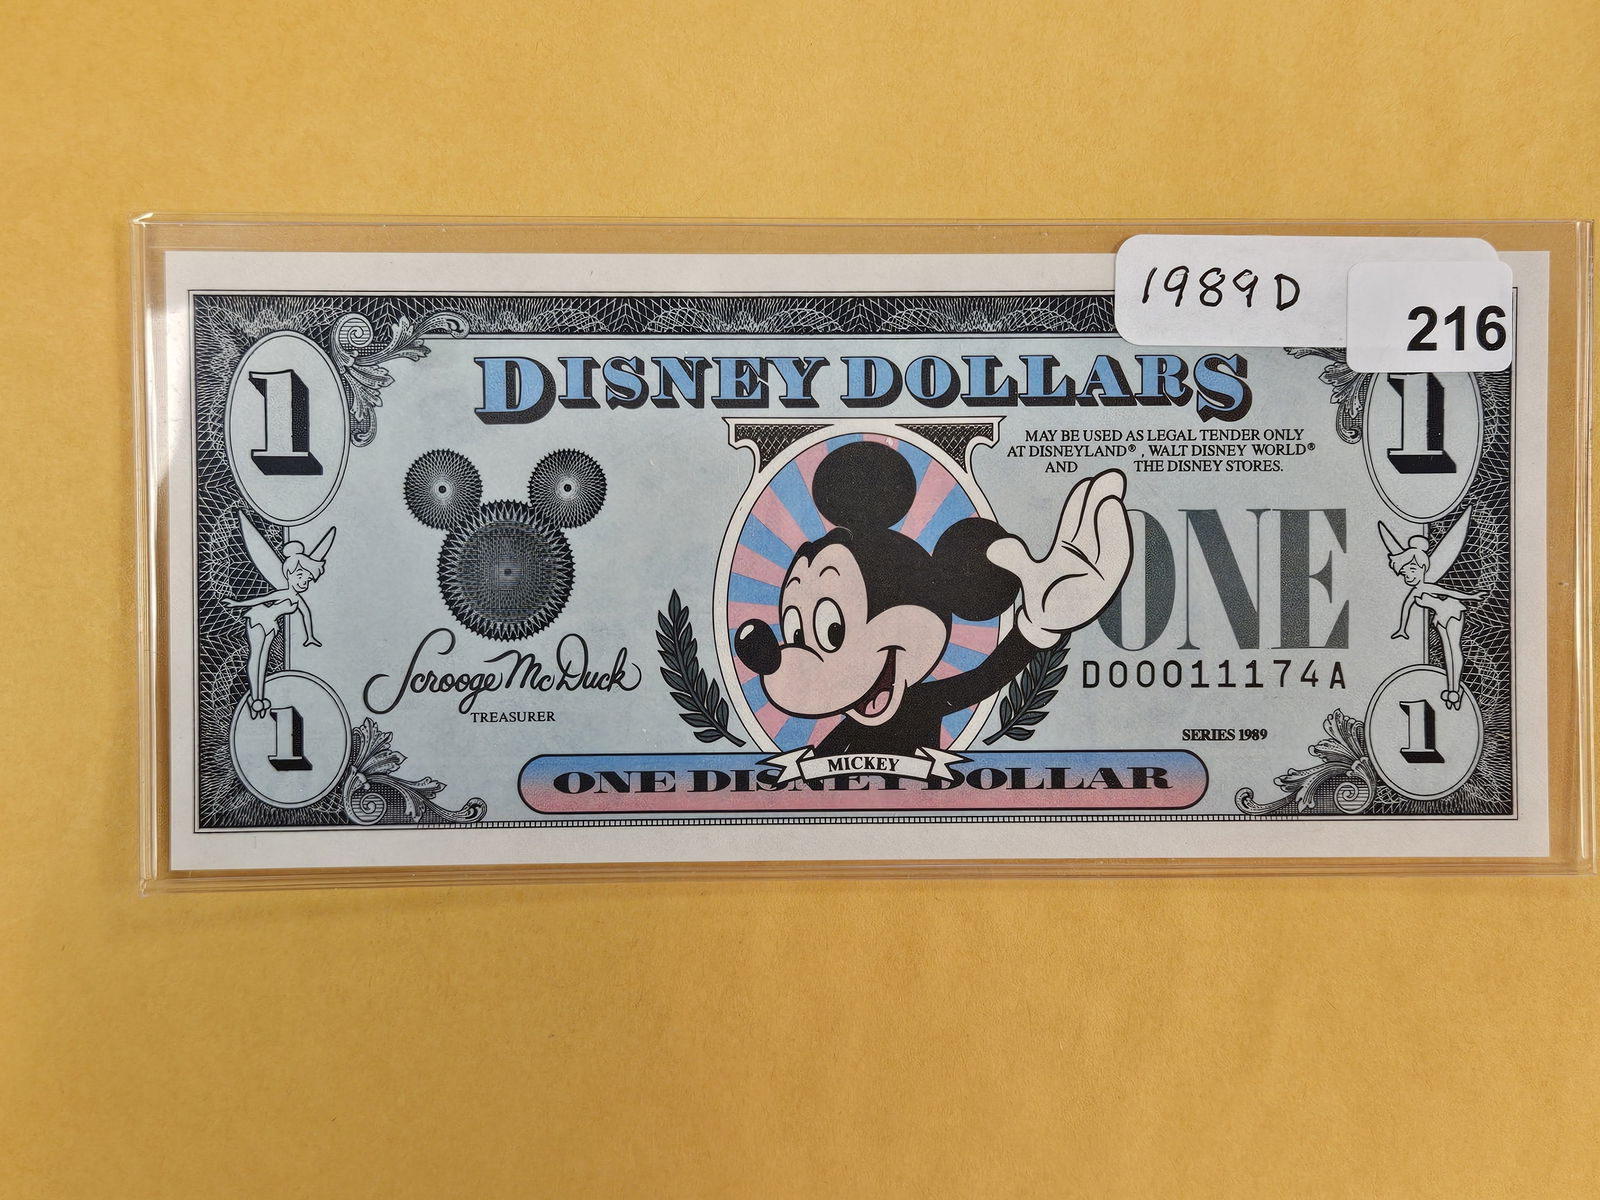 1989 D
216
1
DISNEY DOLLARS
1
MAY BE USED AS LEGAL TENDER ONLY
AT DISNEYLAND®, WALT DISNEY WORLD®
AND THE DISNEY STORES.
ONE
Scrooge McDuck
TREASURER
D00011174A
SERIES 1989
1
MICKEY
ONE DISNEY DOLLAR
1